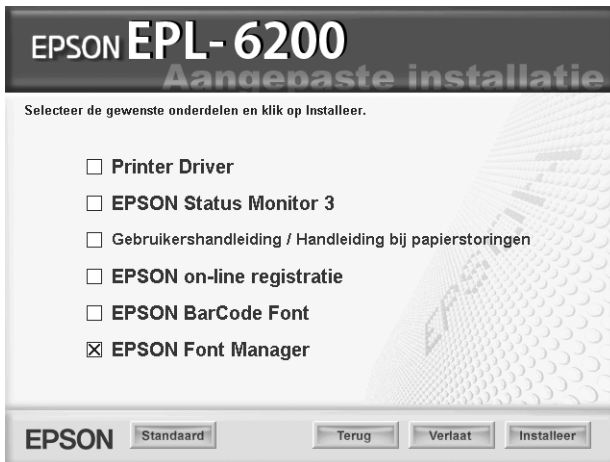 EPSON EPL-6200
Aangepaste installatie
Selecteer de gewenste onderdelen en klik op Installeer.
Printer Driver
EPSON Status Monitor 3
Gebruikershandleiding / Handleiding bij papierstoringen
EPSON on-line registratie
EPSON BarCode Font
EPSON Font Manager
EPSON
EPSON Standaard Terug Verlaat Installeer